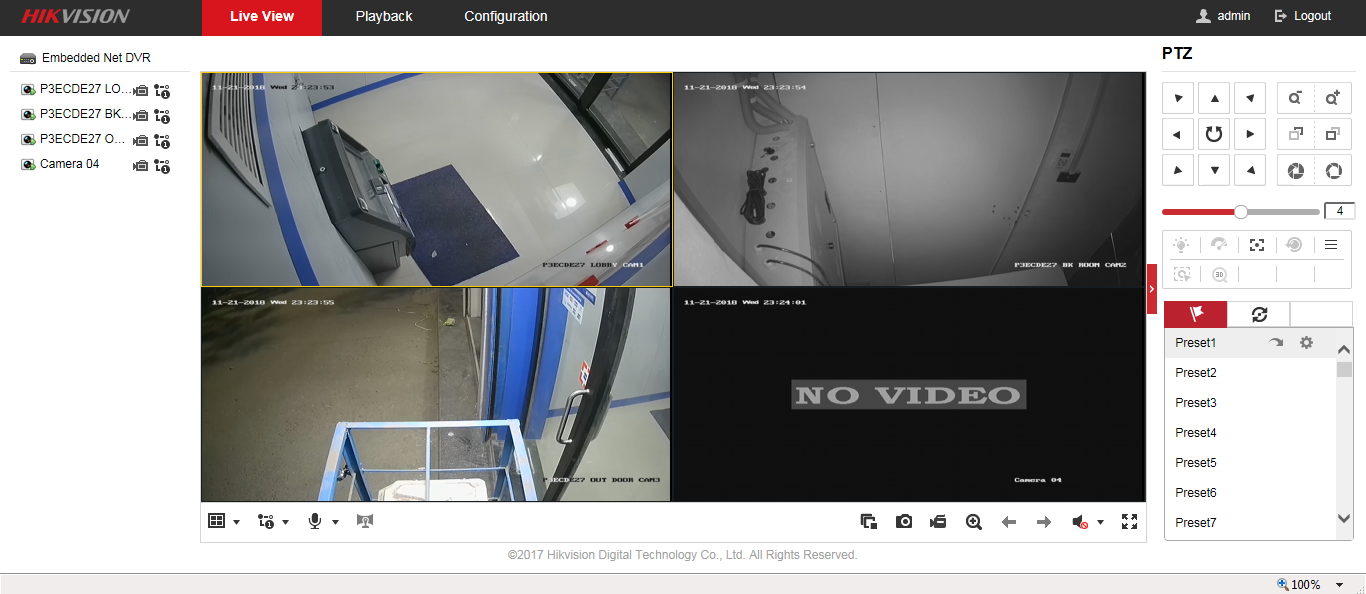 HIKVISION
Live View
Playback
Configuration
admin
Logout
Embedded Net DVR
P3ECDE27 LO...
P3ECDE27 BK...
P3ECDE27 O...
Camera 04
11-21-2018 Wed 23:23:53
P3ECDE27 LOBBY CAM1
11-21-2018 Wed 23:23:54
P3ECDE27 BK ROOM CAM2
11-21-2018 Wed 23:23:55
P3ECDE27 OUT DOOR CAM3
11-21-2018 Wed 23:24:01
NO VIDEO
Camera 04
PTZ
4
3D
Preset1
Preset2
Preset3
Preset4
Preset5
Preset6
Preset7
©2017 Hikvision Digital Technology Co., Ltd. All Rights Reserved.
100%